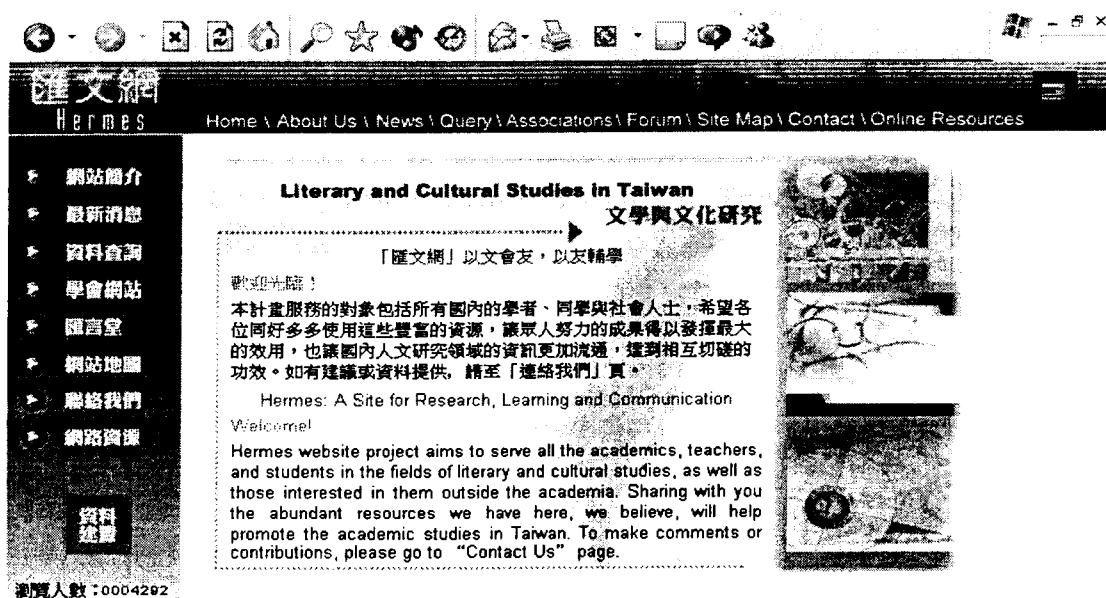 匯文網
Hermes
Home \ About Us \ News \ Query \ Associations \ Forum \ Site Map \ Contact \ Online Resources
網站簡介
最新消息
資料查詢
學會網站
匯言堂
網站地圖
聯絡我們
網路資源
資料建置
瀏覽人數:0004292
Literary and Cultural Studies in Taiwan
文學與文化研究
「匯文網」以文會友,以友輔學
歡迎光臨!
本計畫服務的對象包括所有國內的學者、同學與社會人士,希望各
位同好多多使用這些豐富的資源,讓眾人努力的成果得以發揮最大
的效用,也讓國內人文研究領域的資訊更加流通,達到相互切磋的
功效。如有建議或資料提供, 請至「連絡我們」頁。
Hermes: A Site for Research, Learning and Communication
Welcome!
Hermes website project aims to serve all the academics, teachers,
and students in the fields of literary and cultural studies, as well as
those interested in them outside the academia. Sharing with you
the abundant resources we have here, we believe, will help
promote the academic studies in Taiwan. To make comments or
contributions, please go to “Contact Us” page.